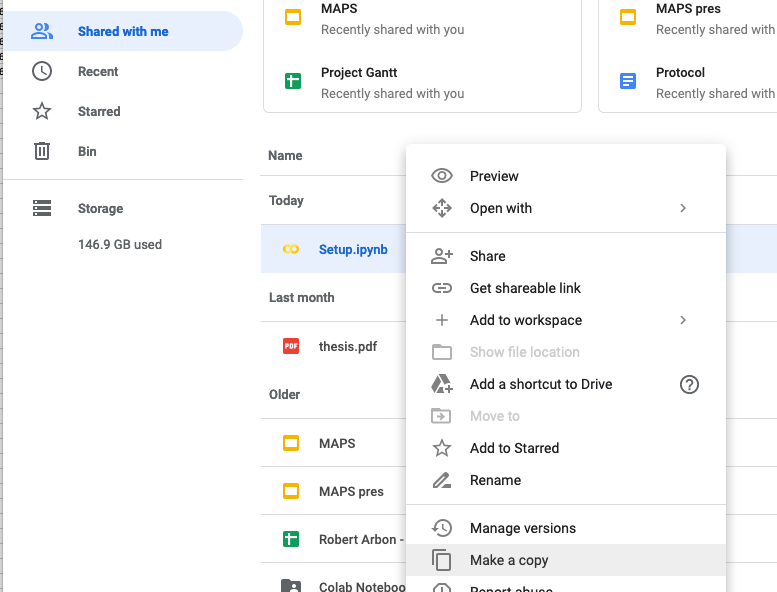 Shared with me
Recent
Starred
Bin
Storage
146.9 GB used
MAPS
Recently shared with you
Project Gantt
Recently shared with you
MAPS pres
Recently shared with
Protocol
Recently shared with
Name
Today
Setup.ipynb
Last month
PDF thesis.pdf
Older
MAPS
MAPS pres
Robert Arbon -
Colab Noteboo
Preview
Open with
Share
Get shareable link
Add to workspace
Show file location
Add a shortcut to Drive
Move to
Add to Starred
Rename
Manage versions
Make a copy
Report abuse